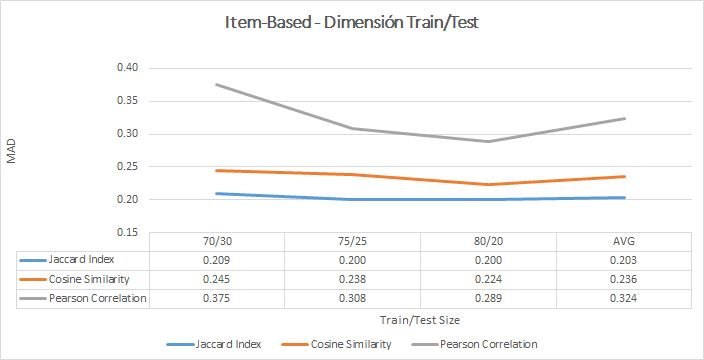 Item-Based - Dimensión Train/Test
0.40
0.35
0.30
0.25
0.20
0.15
MAD
70/30 75/25 80/20 AVG
Jaccard Index 0.209 0.200 0.200 0.203
Cosine Similarity 0.245 0.238 0.224 0.236
Pearson Correlation 0.375 0.308 0.289 0.324
Train/Test Size
Jaccard Index Cosine Similarity Pearson Correlation